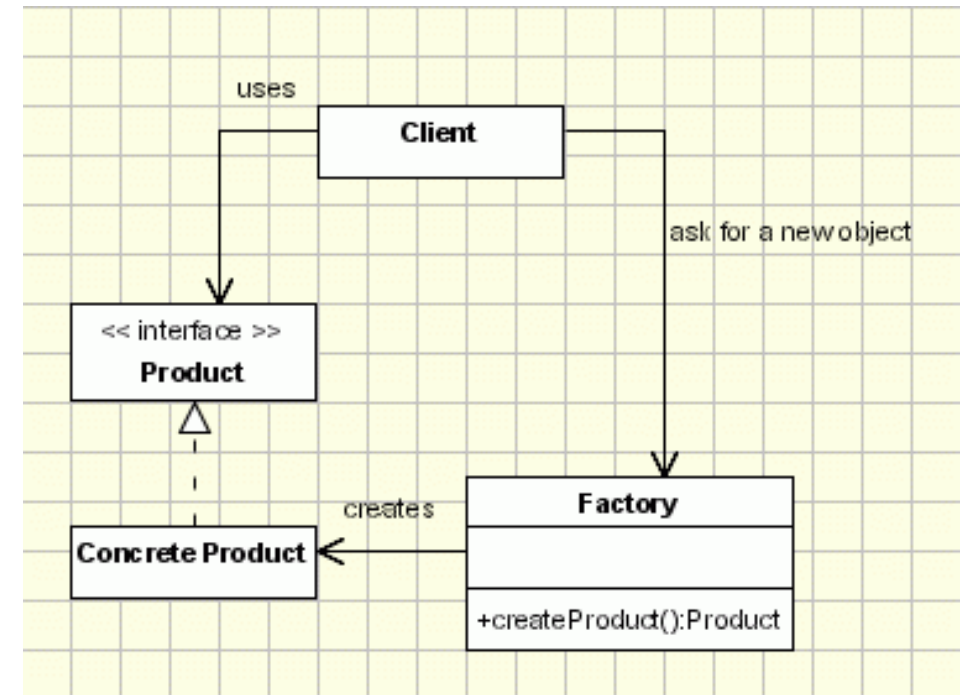 uses
Client
ask for a new object
<< interface >>
Product
creates
Factory
Concrete Product
+createProduct():Product